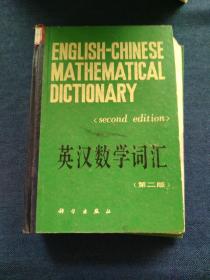 ENGLISH-CHINESE
MATHEMATICAL
DICTIONARY
<second edition>
英汉数学词汇
(第二版)
科学出版社